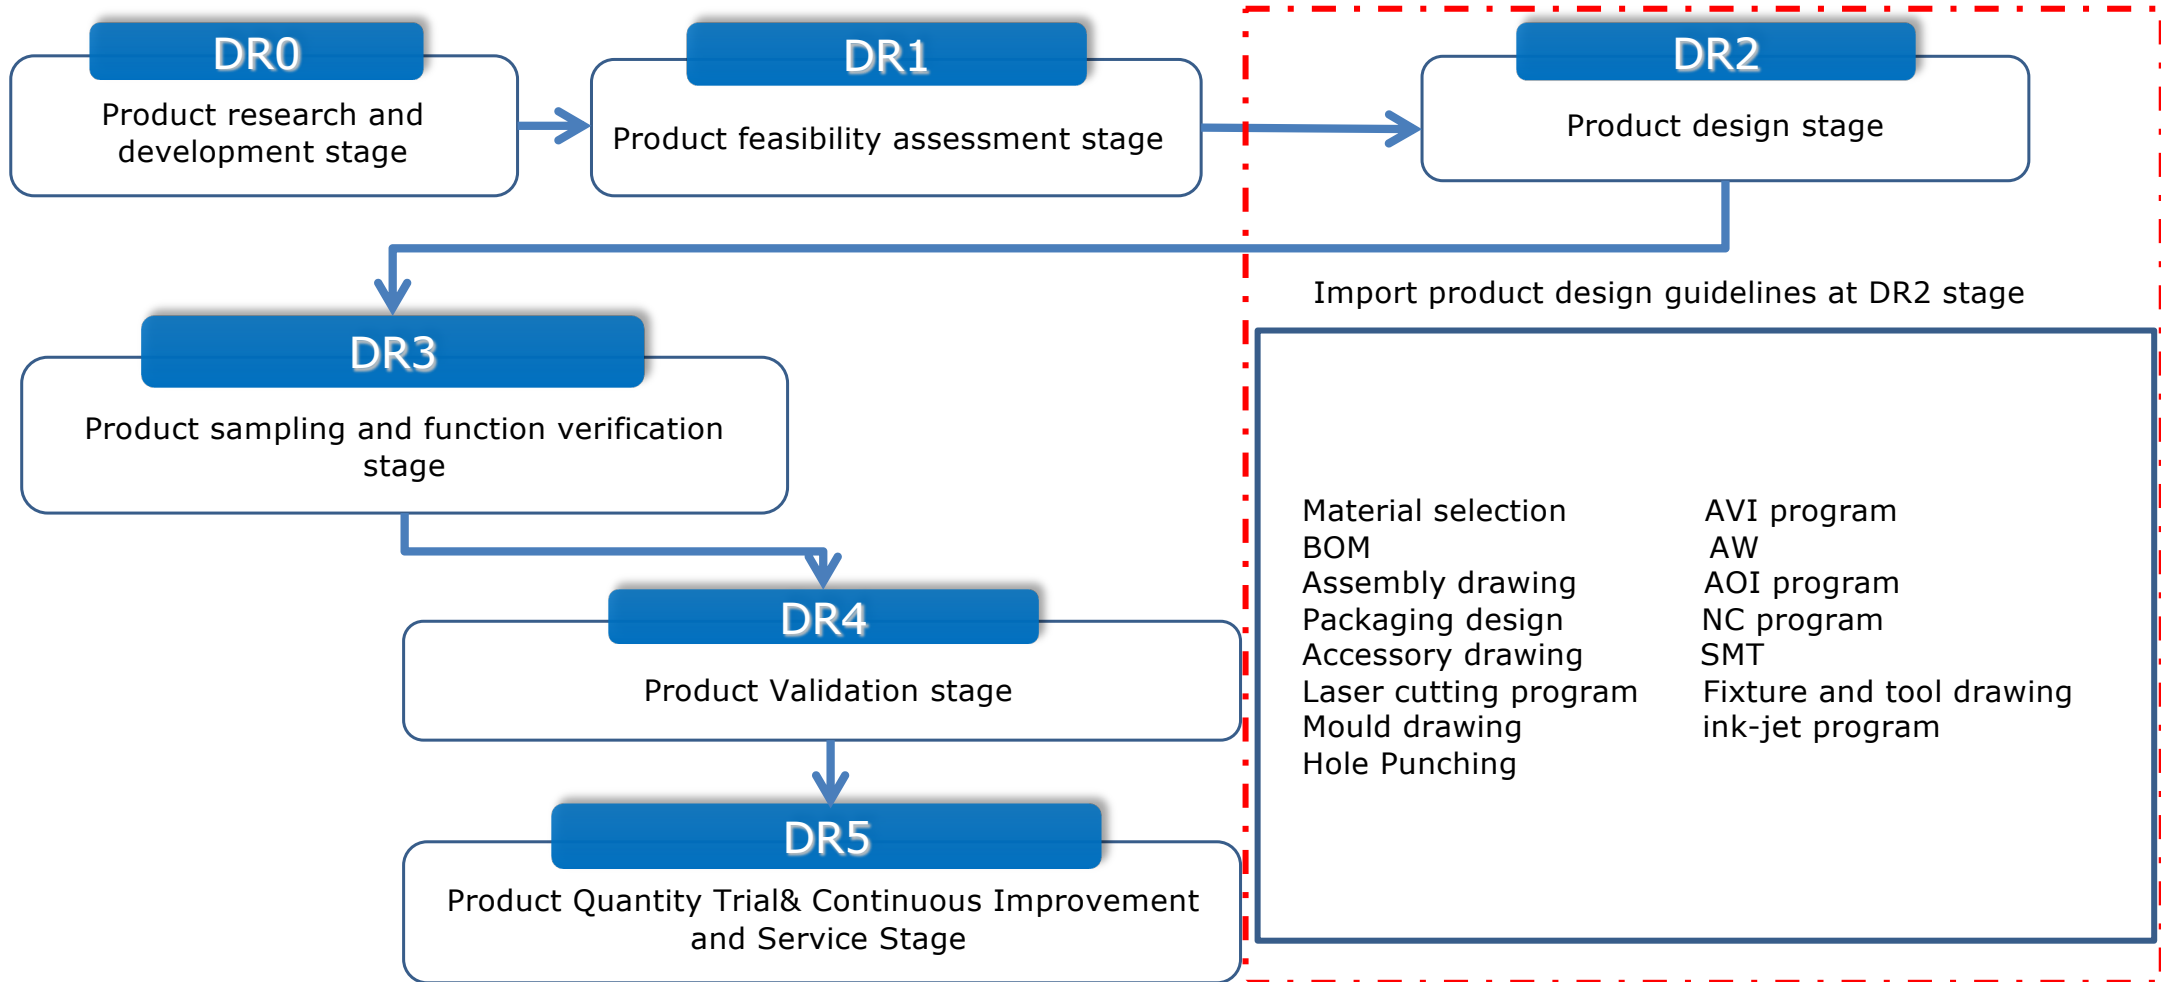 DR0
Product research and
development stage
DR1
Product feasibility assessment stage
DR2
Product design stage
Import product design guidelines at DR2 stage
DR3
Product sampling and function verification
stage
DR4
Product Validation stage
DR5
Product Quantity Trial& Continuous Improvement
and Service Stage
Material selection
BOM
Assembly drawing
Packaging design
Accessory drawing
Laser cutting program
Mould drawing
Hole Punching
AVI program
AW
AOI program
NC program
SMT
Fixture and tool drawing
ink-jet program